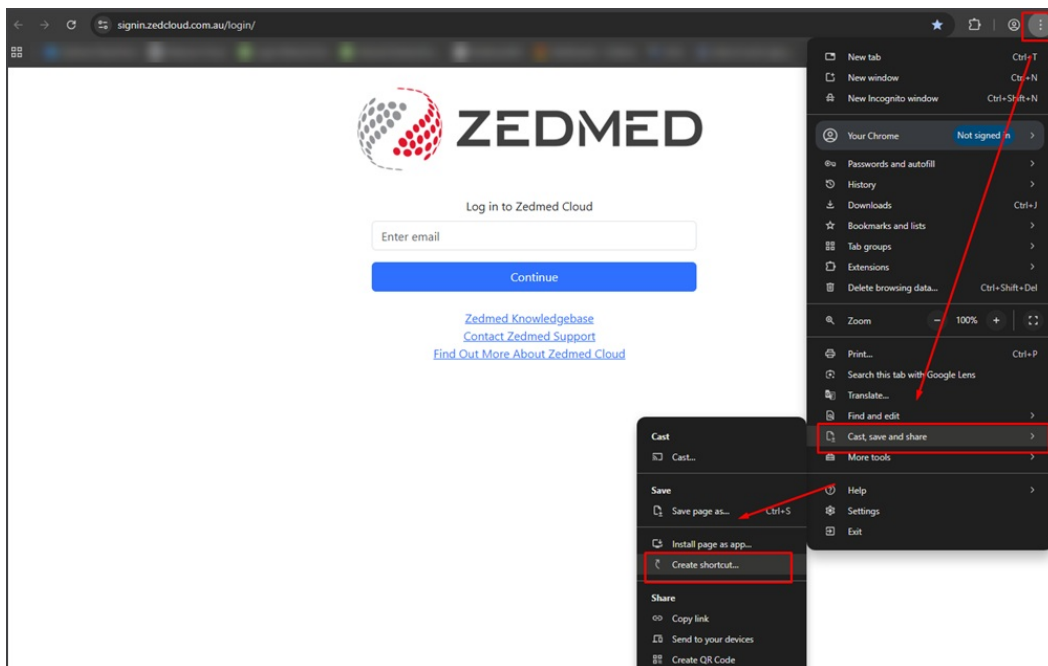 signin.zedcloud.com.au/login/
ZEDMED
Log in to Zedmed Cloud
Enter email
Continue
Zedmed Knowledgebase
Contact Zedmed Support
Find Out More About Zedmed Cloud
New tab Ctrl+T
New window Ctrl+N
New Incognito window Ctrl+Shift+N
Your Chrome Not signed in
Passwords and autofill
History
Downloads Ctrl+J
Bookmarks and lists
Tab groups
Extensions
Delete browsing data... Ctrl+Shift+Del
Zoom - 100% +
Print... Ctrl+P
Search this tab with Google Lens
Translate...
Find and edit
Cast, save and share
More tools
Help
Settings
Exit
Cast
Cast...
Save
Save page as... Ctrl+S
Install page as app...
Create shortcut...
Share
Copy link
Send to your devices
Create QR Code